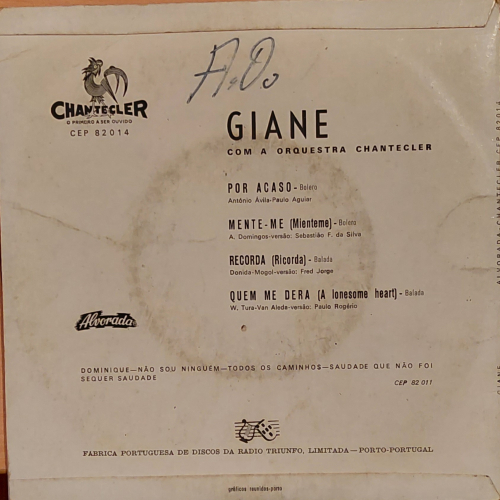 A.D.
CHANTECLER
O PRIMEIRO A SER OUVIDO
CEP 82014
GIANE
COM A ORQUESTRA CHANTECLER
POR ACASO - Bolero
António Ávila-Paulo Aguiar
MENTE-ME (Mienteme) - Bolero
A. Domingos-versão: Sebastião F. da Silva
RECORDA (Ricorda) - Balada
Donida-Mogol-versão: Fred Jorge
QUEM ME DERA (A lonesome heart) - Balada
W. Tura-Van Alede-versão: Paulo Rogério
Alvorada
DOMINIQUE—NÃO SOU NINGUÉM—TODOS OS CAMINHOS—SAUDADE QUE NÃO FOI
SEQUER SAUDADE
CEP 82 011
FABRICA PORTUGUESA DE DISCOS DA RADIO TRIUNFO, LIMITADA—PORTO-PORTUGAL
gráficos reunidos-porto
ALVORADA CHANTECLER CEP 82014
GIANE